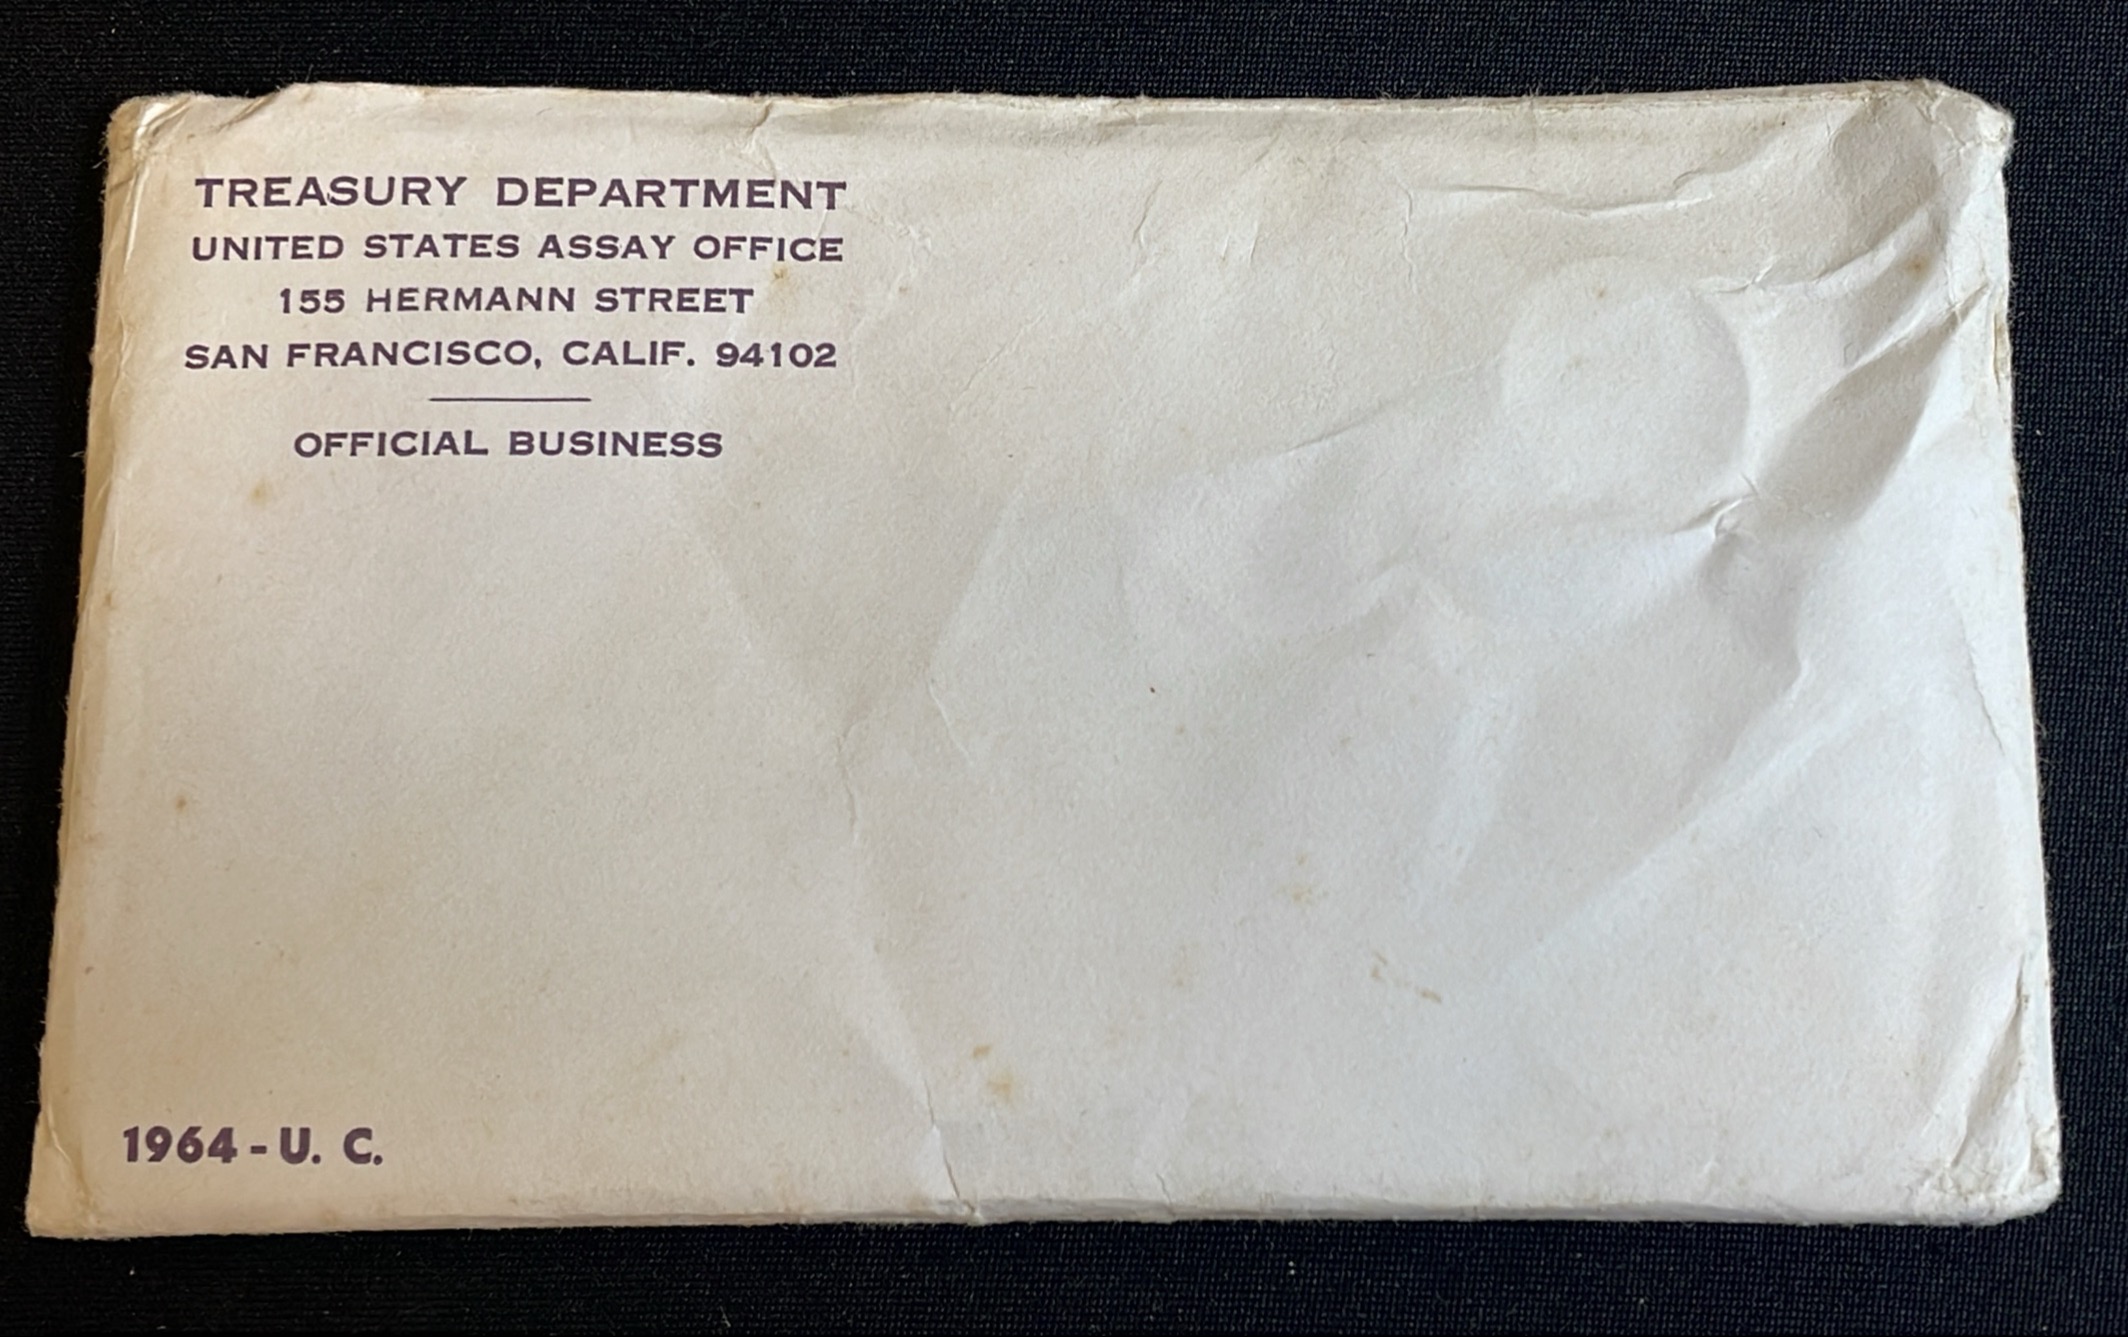 TREASURY DEPARTMENT
UNITED STATES ASSAY OFFICE
155 HERMANN STREET
SAN FRANCISCO, CALIF. 94102
OFFICIAL BUSINESS
1964 - U. C.